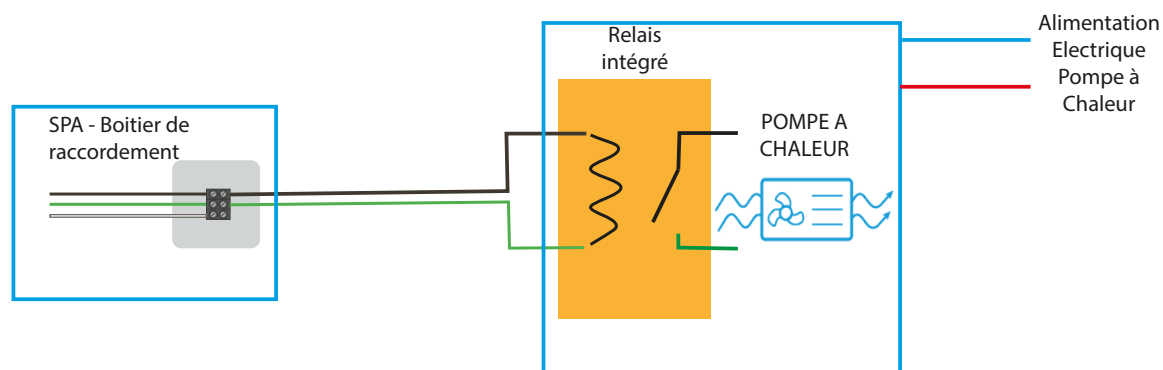 SPA - Boitier de
raccordement
Relais
intégré
POMPE A
CHALEUR
Alimentation
Electrique
Pompe à
Chaleur